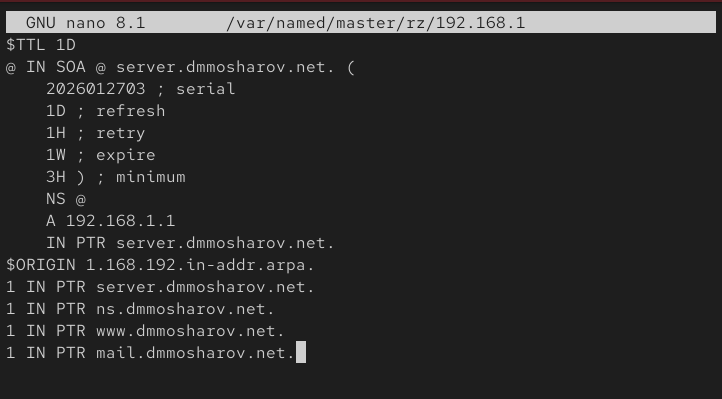 GNU nano 8.1 /var/named/master/rz/192.168.1
$TTL 1D
@ IN SOA @ server.dmmosharov.net. (
2026012703 ; serial
1D ; refresh
1H ; retry
1W ; expire
3H ) ; minimum
NS @
A 192.168.1.1
IN PTR server.dmmosharov.net.
$ORIGIN 1.168.192.in-addr.arpa.
1 IN PTR server.dmmosharov.net.
1 IN PTR ns.dmmosharov.net.
1 IN PTR www.dmmosharov.net.
1 IN PTR mail.dmmosharov.net.